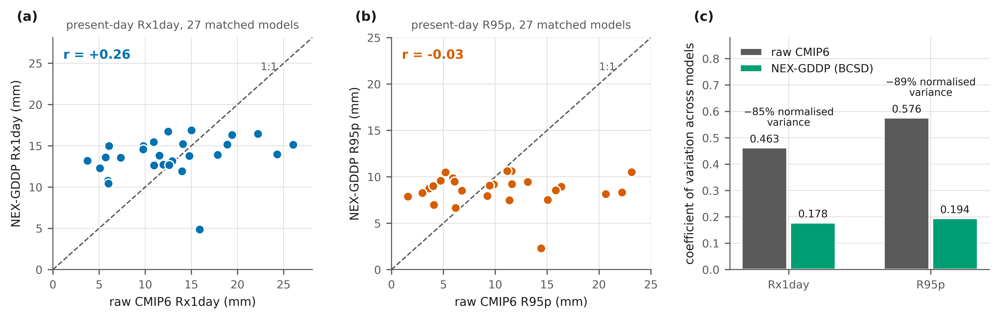 (a)
present-day Rx1day, 27 matched models
r = +0.26
1:1
25
20
15
10
5
0
NEX-GDDP Rx1day (mm)
0 5 10 15 20 25
raw CMIP6 Rx1day (mm)
(b)
present-day R95p, 27 matched models
r = -0.03
1:1
25
20
15
10
5
0
NEX-GDDP R95p (mm)
0 5 10 15 20 25
raw CMIP6 R95p (mm)
(c)
raw CMIP6
NEX-GDDP (BCSD)
−89% normalised
variance
0.576
−85% normalised
variance
0.463
0.178
0.194
0.8
0.7
0.6
0.5
0.4
0.3
0.2
0.1
0.0
coefficient of variation across models
Rx1day R95p